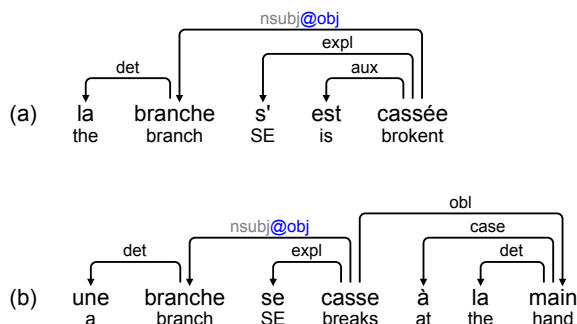 nsubj@obj
expl
det
aux
(a) la branche s' est cassée
the branch SE is brokent
obl
nsubj@obj
case
det
expl
det
(b) une branche se casse à la main
a branch SE breaks at the hand